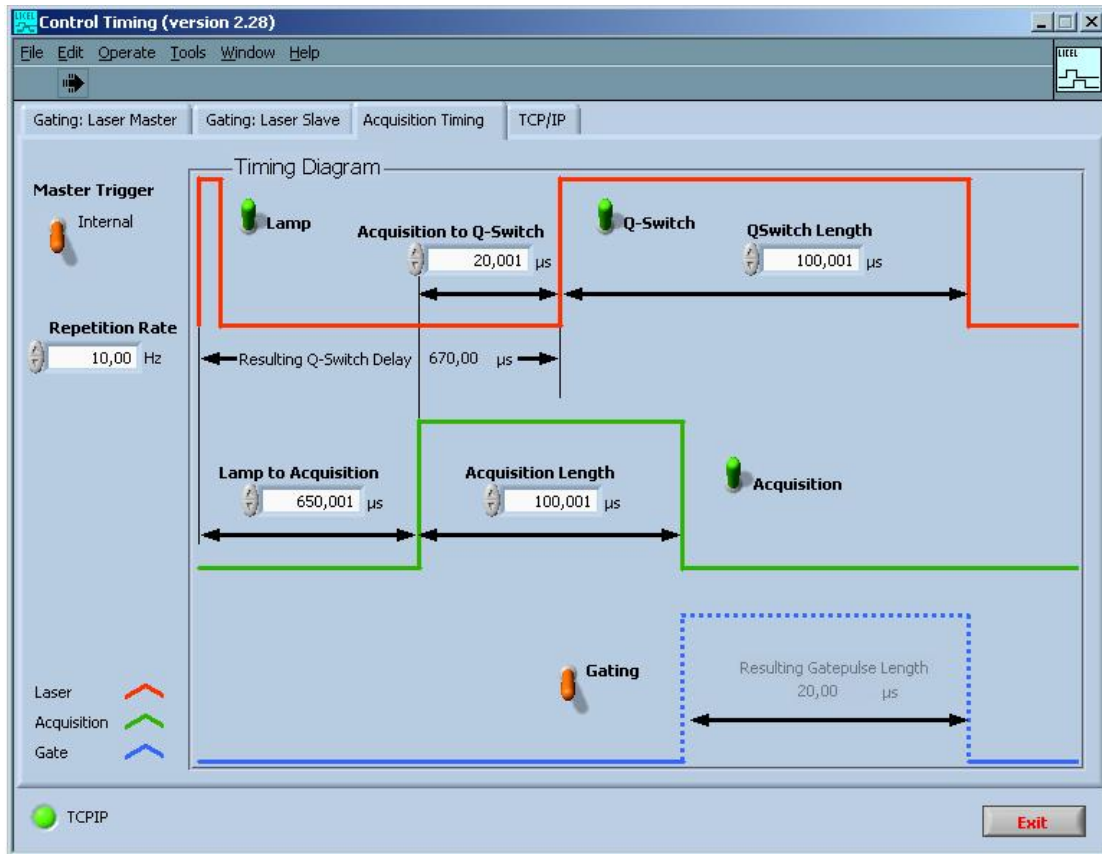 LICEL
Control Timing (version 2.28)
File Edit Operate Tools Window Help
LICEL
Gating: Laser Master Gating: Laser Slave Acquisition Timing TCP/IP
Timing Diagram
Master Trigger
Internal
Lamp
Acquisition to Q-Switch
20,001 µs
Q-Switch
QSwitch Length
100,001 µs
Repetition Rate
10,00 Hz
Resulting Q-Switch Delay 670,00 µs
Lamp to Acquisition
650,001 µs
Acquisition Length
100,001 µs
Acquisition
Gating
Resulting Gatepulse Length
20,00 µs
Laser
Acquisition
Gate
TCPIP
Exit